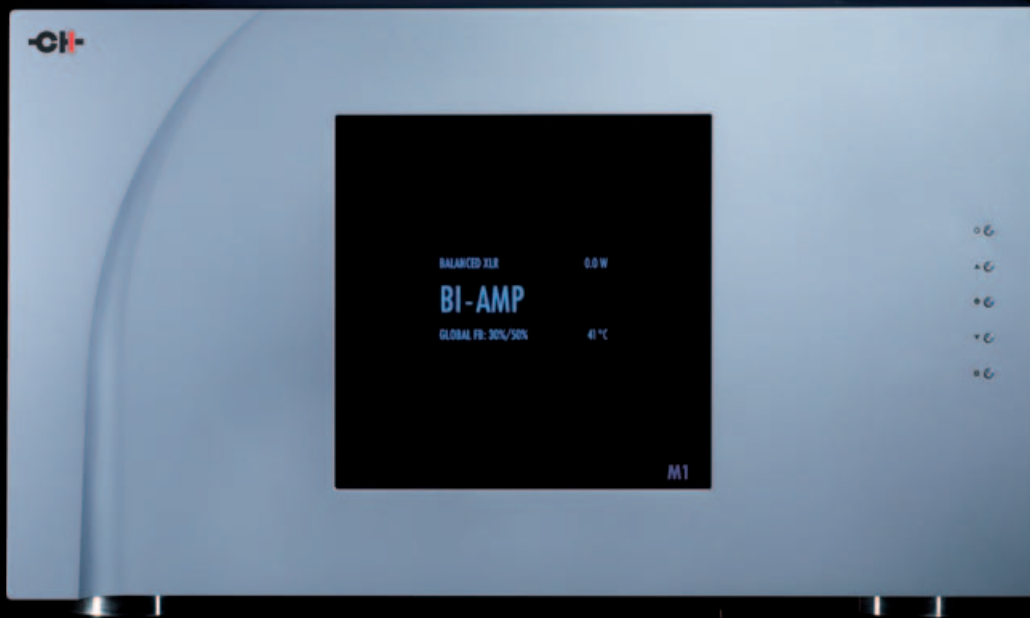 CH
BALANCED XLR 0.0 W
BI-AMP
GLOBAL FB: 30%/50% 41 °C
M1